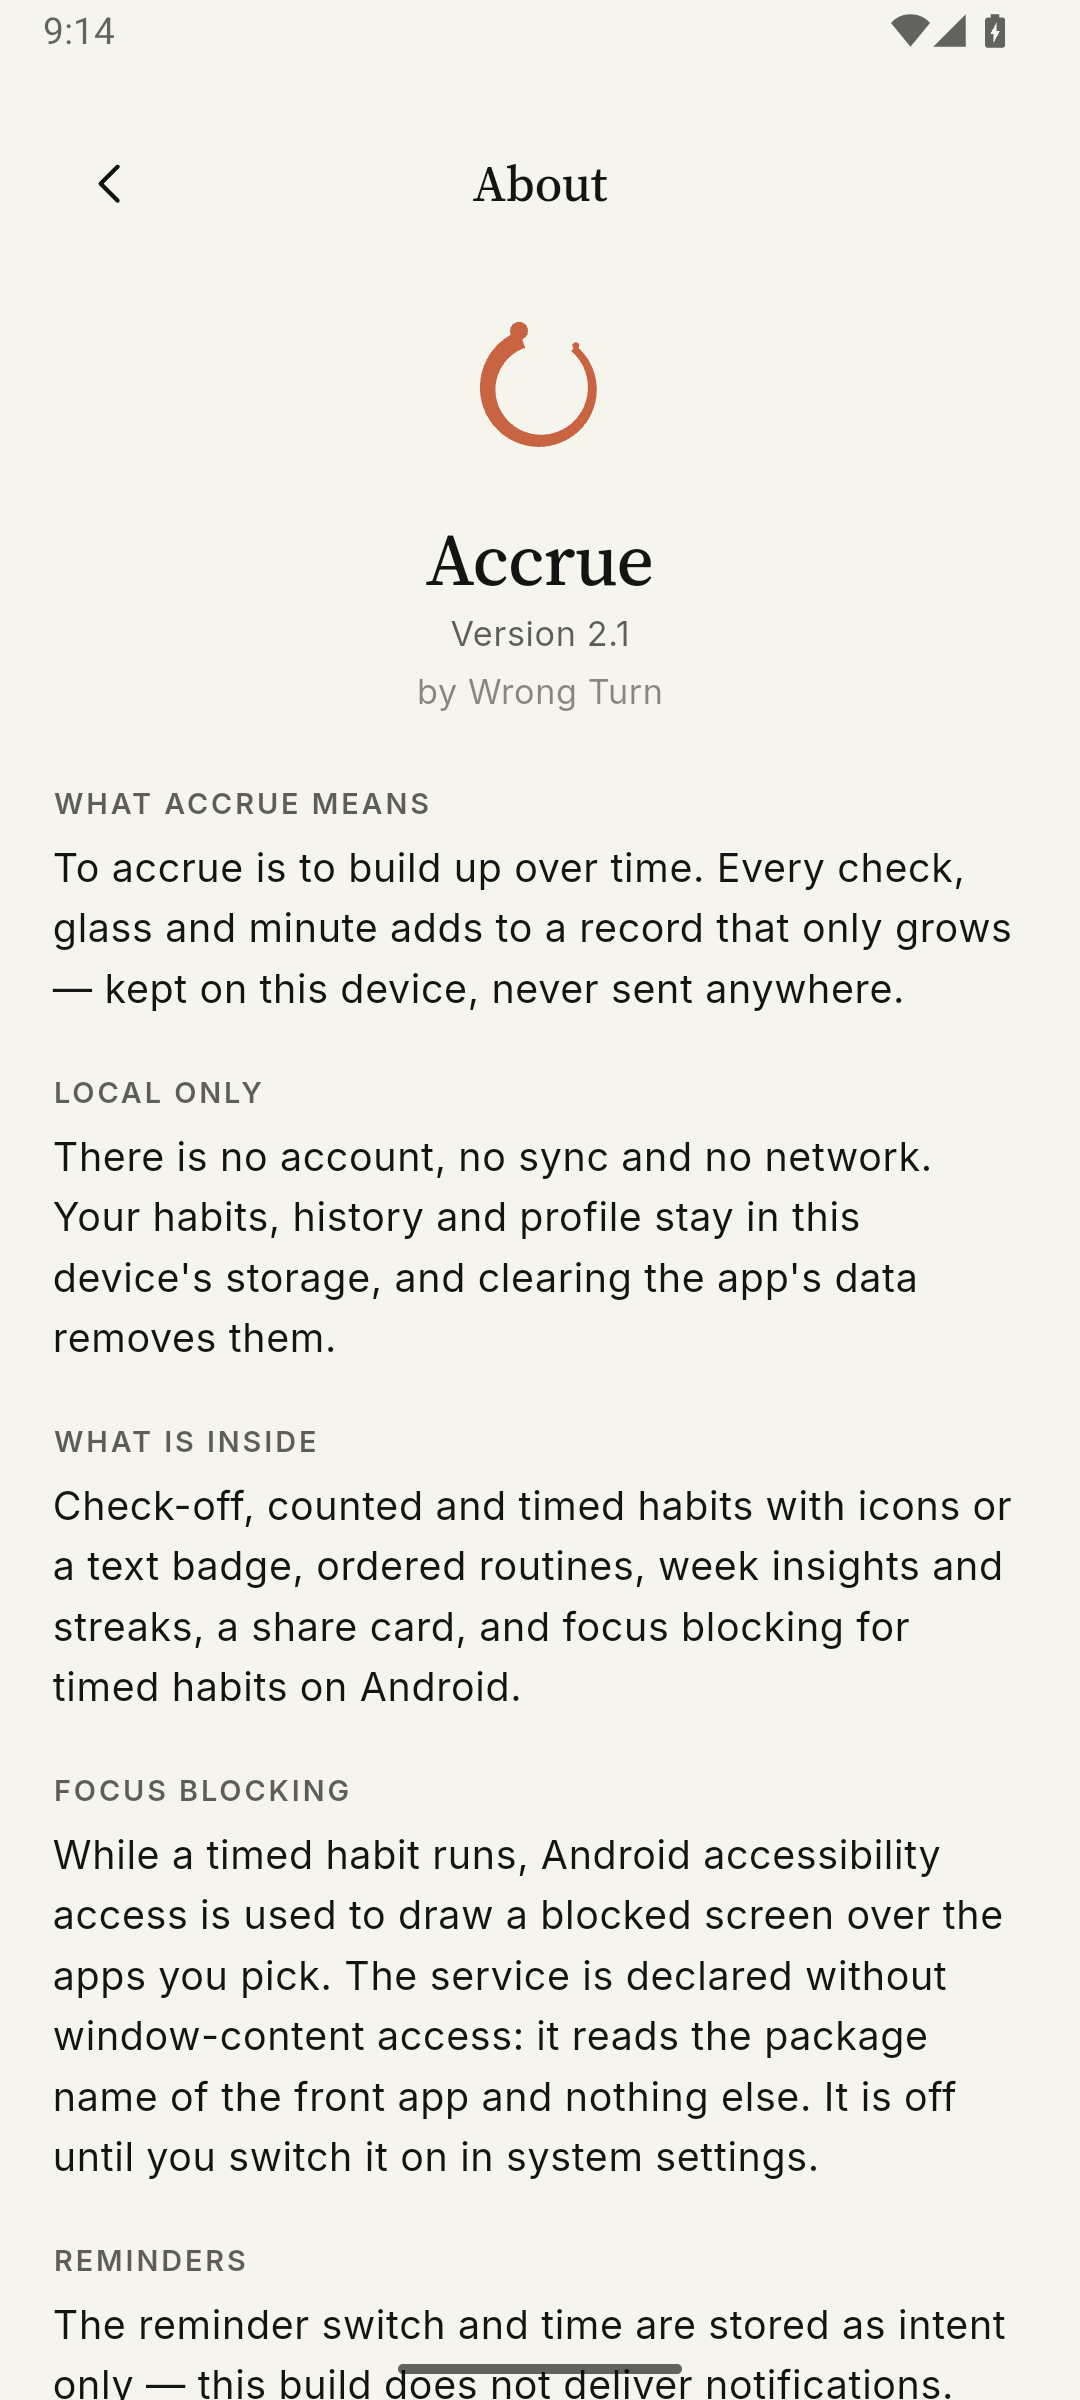 9:14
About
Accrue
Version 2.1
by Wrong Turn
WHAT ACCRUE MEANS
To accrue is to build up over time. Every check,
glass and minute adds to a record that only grows
— kept on this device, never sent anywhere.
LOCAL ONLY
There is no account, no sync and no network.
Your habits, history and profile stay in this
device's storage, and clearing the app's data
removes them.
WHAT IS INSIDE
Check-off, counted and timed habits with icons or
a text badge, ordered routines, week insights and
streaks, a share card, and focus blocking for
timed habits on Android.
FOCUS BLOCKING
While a timed habit runs, Android accessibility
access is used to draw a blocked screen over the
apps you pick. The service is declared without
window-content access: it reads the package
name of the front app and nothing else. It is off
until you switch it on in system settings.
REMINDERS
The reminder switch and time are stored as intent
only — this build does not deliver notifications.